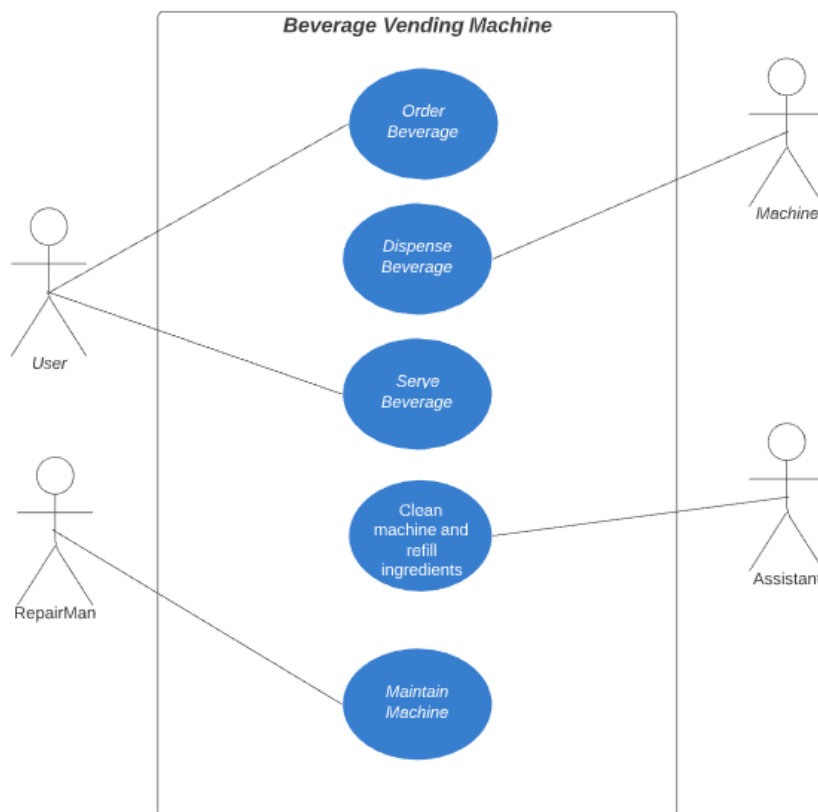 Beverage Vending Machine
Order
Beverage
Machine
Dispense
Beverage
User
Serve
Beverage
Clean
machine and
refill
ingredients
Assistant
RepairMan
Maintain
Machine